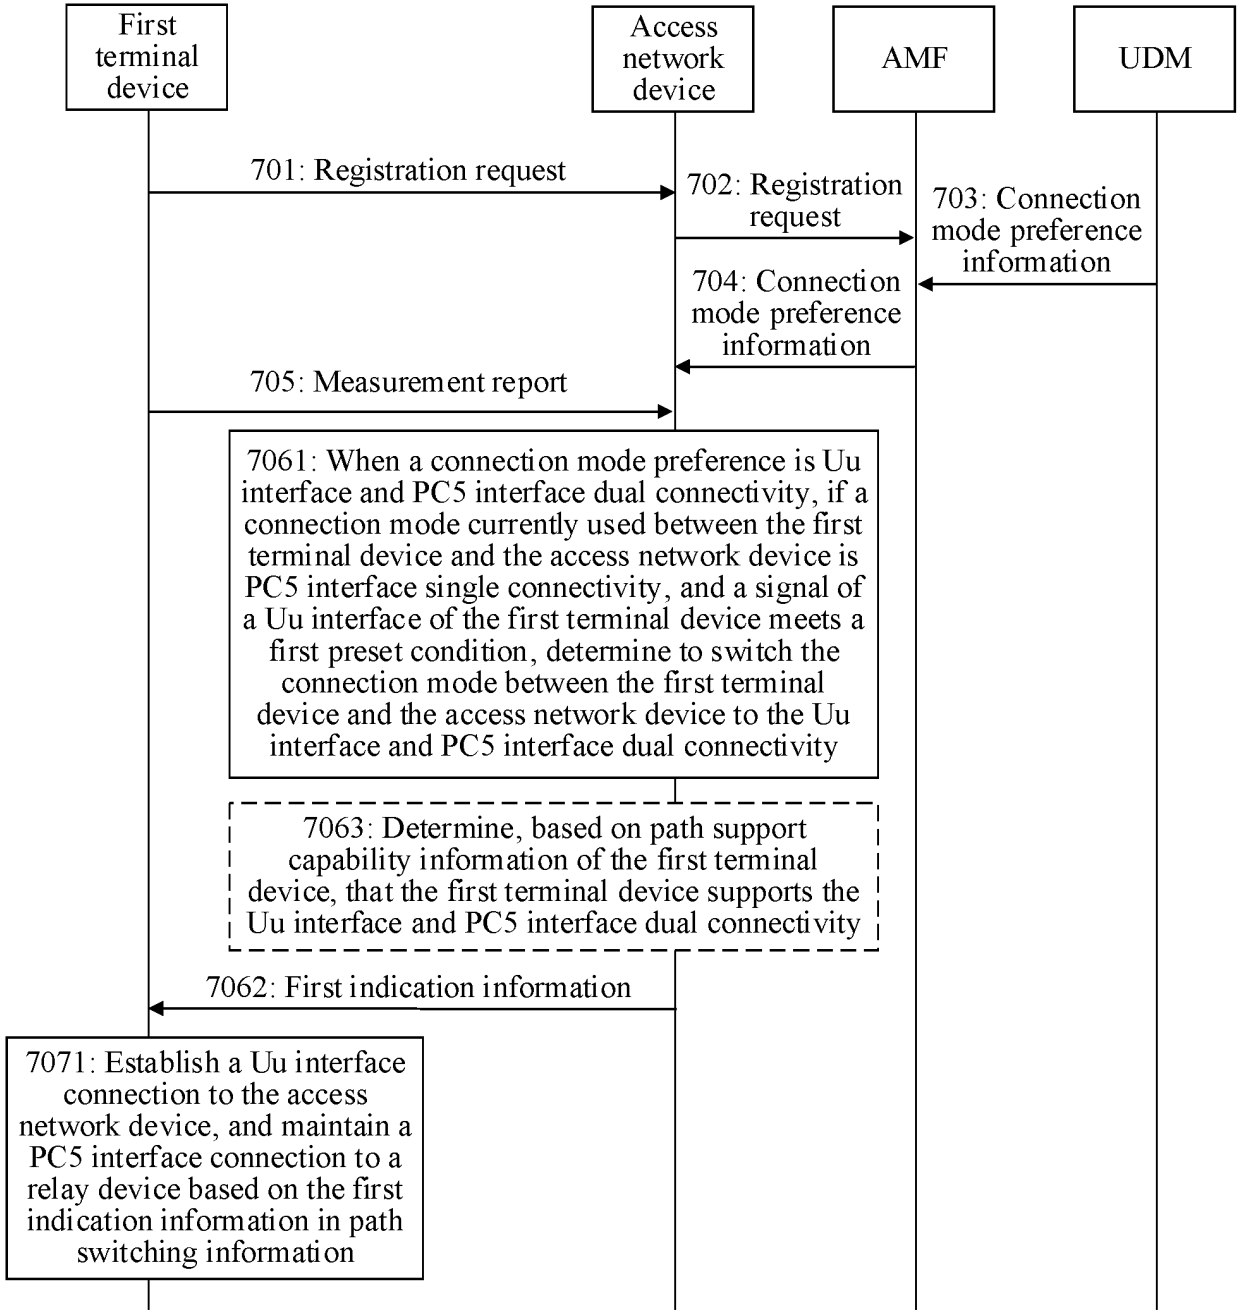 First
terminal
device
Access
network
device
AMF
UDM
701: Registration request
702: Registration
request
703: Connection
mode preference
information
704: Connection
mode preference
information
705: Measurement report
7061: When a connection mode preference is Uu
interface and PC5 interface dual connectivity, if a
connection mode currently used between the first
terminal device and the access network device is
PC5 interface single connectivity, and a signal of
a Uu interface of the first terminal device meets a
first preset condition, determine to switch the
connection mode between the first terminal
device and the access network device to the Uu
interface and PC5 interface dual connectivity
7063: Determine, based on path support
capability information of the first terminal
device, that the first terminal device supports the
Uu interface and PC5 interface dual connectivity
7062: First indication information
7071: Establish a Uu interface
connection to the access
network device, and maintain a
PC5 interface connection to a
relay device based on the first
indication information in path
switching information